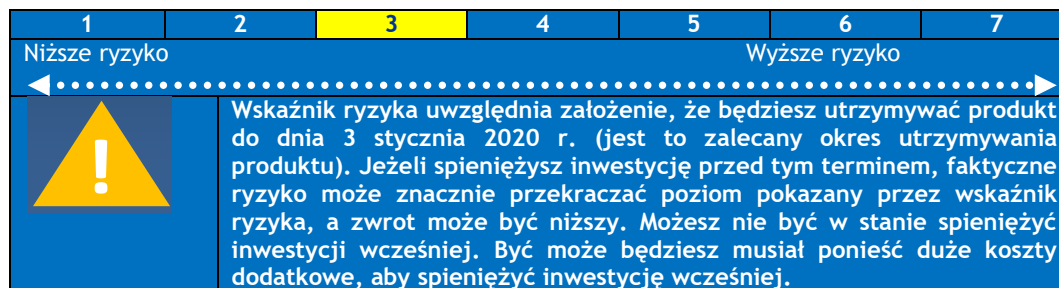 1 2 3 4 5 6 7
Niższe ryzyko Wyższe ryzyko
Wskaźnik ryzyka uwzględnia założenie, że będziesz utrzymywać produkt
do dnia 3 stycznia 2020 r. (jest to zalecany okres utrzymywania
produktu). Jeżeli spieniężysz inwestycję przed tym terminem, faktyczne
ryzyko może znacznie przekraczać poziom pokazany przez wskaźnik
ryzyka, a zwrot może być niższy. Możesz nie być w stanie spieniężyć
inwestycji wcześniej. Być może będziesz musiał ponieść duże koszty
dodatkowe, aby spieniężyć inwestycję wcześniej.